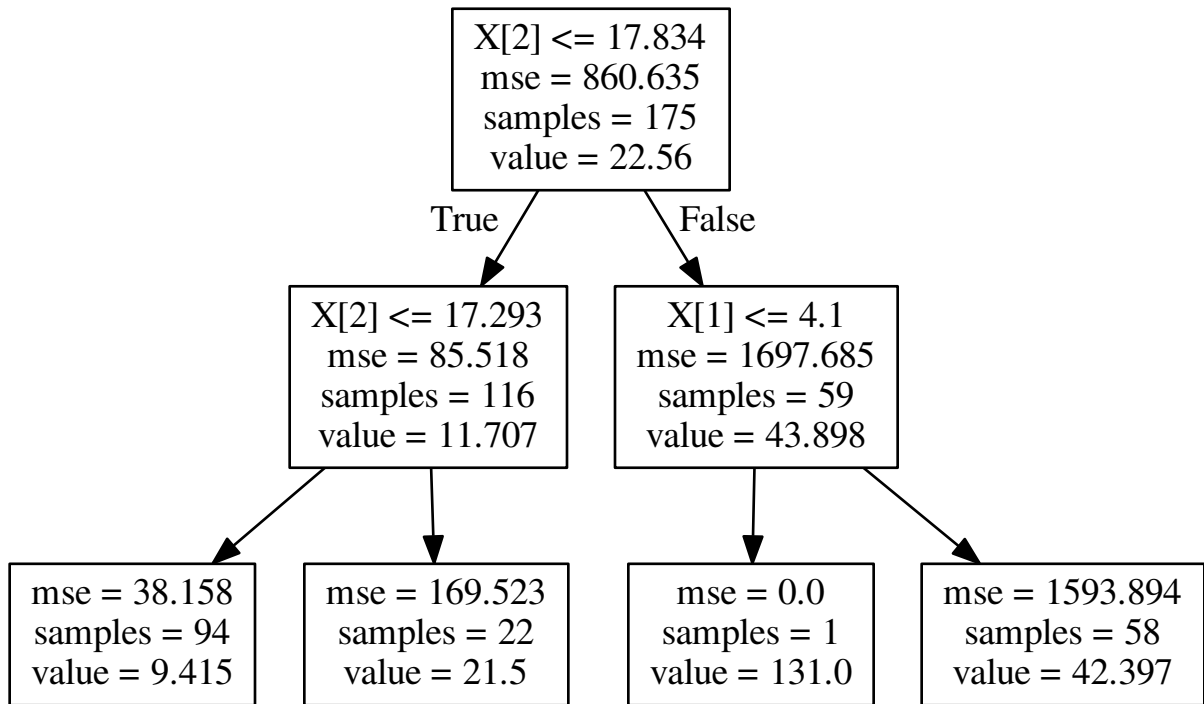 X[2] <= 17.834
mse = 860.635
samples = 175
value = 22.56
True
False
X[2] <= 17.293
mse = 85.518
samples = 116
value = 11.707
X[1] <= 4.1
mse = 1697.685
samples = 59
value = 43.898
mse = 38.158
samples = 94
value = 9.415
mse = 169.523
samples = 22
value = 21.5
mse = 0.0
samples = 1
value = 131.0
mse = 1593.894
samples = 58
value = 42.397